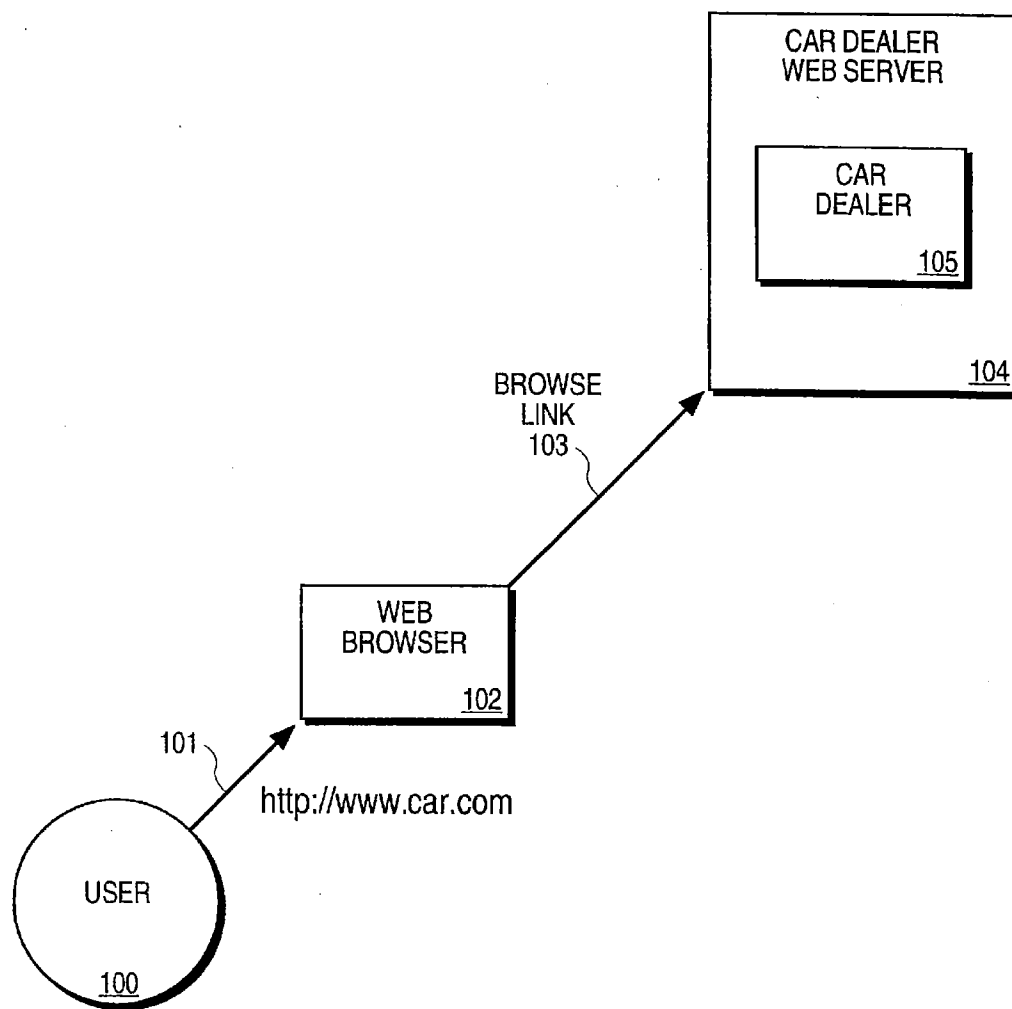 CAR DEALER
WEB SERVER
CAR
DEALER
105
104
BROWSE
LINK
103
WEB
BROWSER
102
101
http://www.car.com
USER
100